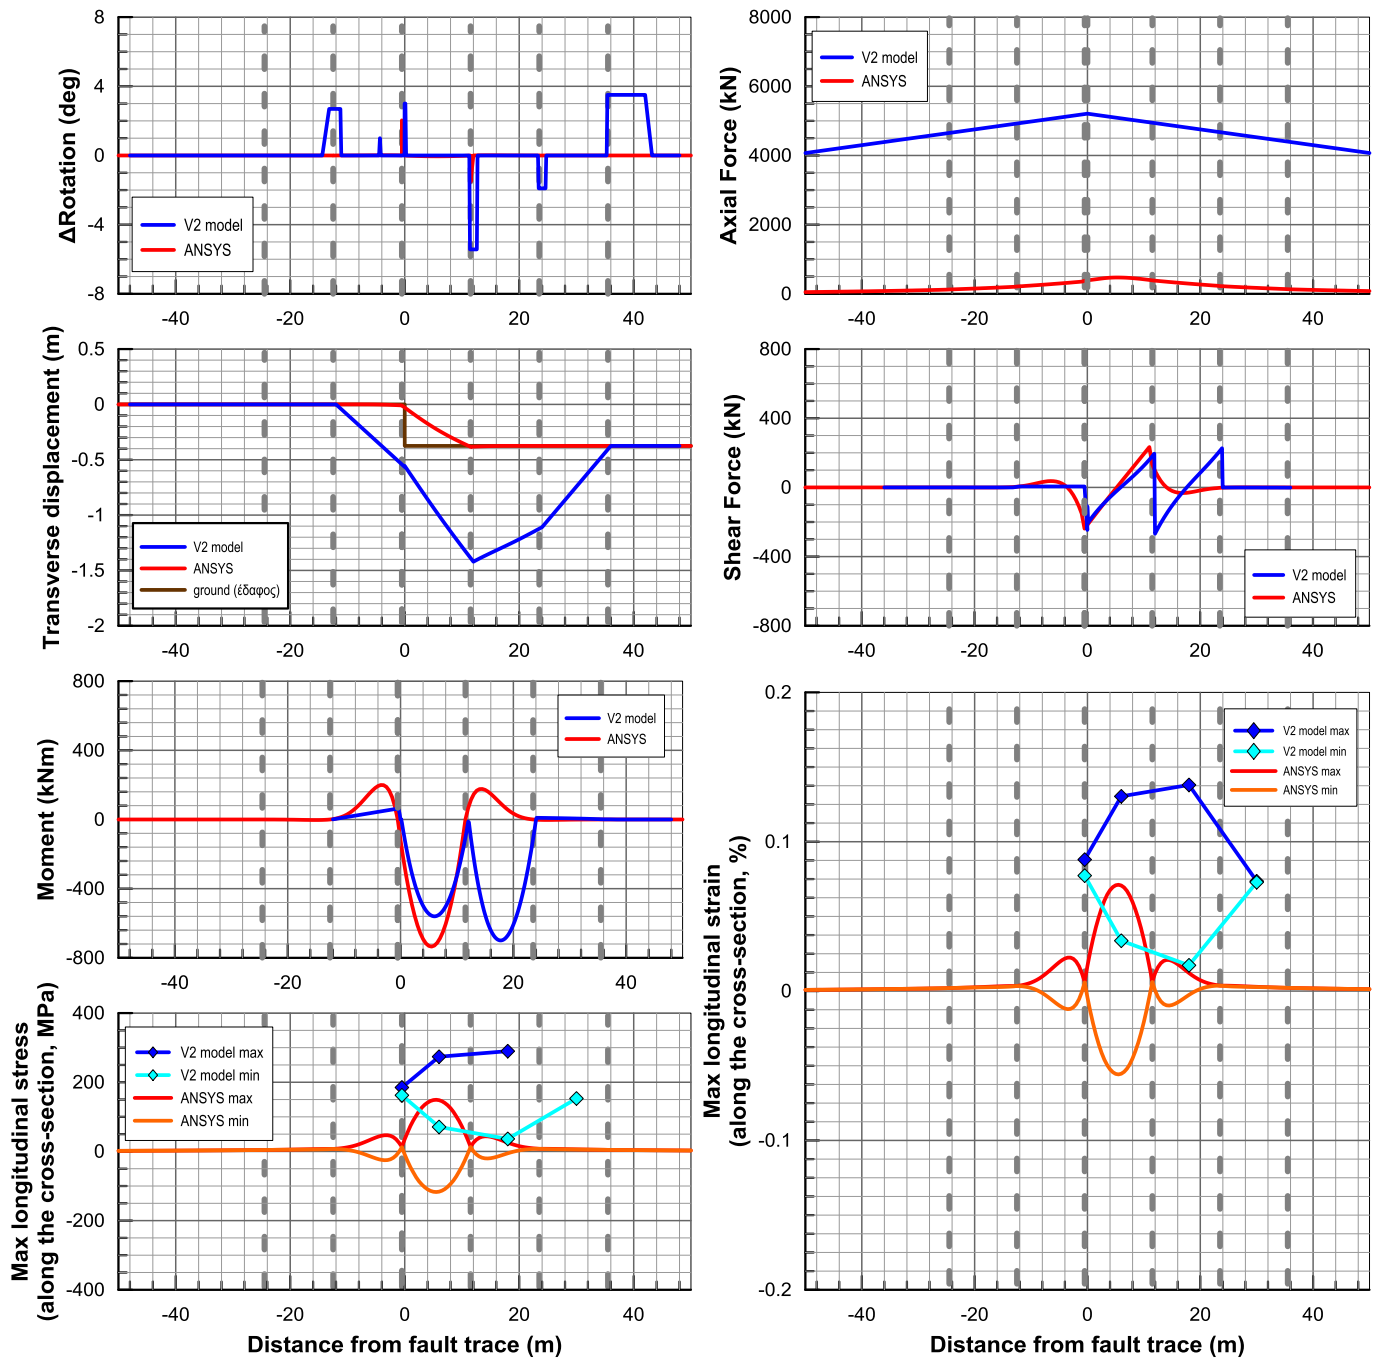 ΔRotation (deg)
8
4
0
-4
-8
V2 model
ANSYS
-40
-20
0
20
40
Axial Force (kN)
8000
6000
4000
2000
0
V2 model
ANSYS
-40
-20
0
20
40
Transverse displacement (m)
0.5
0
-0.5
-1
-1.5
-2
V2 model
ANSYS
ground (έδαφος)
-40
-20
0
20
40
Shear Force (kN)
800
400
0
-400
-800
V2 model
ANSYS
-40
-20
0
20
40
Moment (kNm)
800
400
0
-400
-800
V2 model
ANSYS
-40
-20
0
20
40
Max longitudinal stress
(along the cross-section, MPa)
400
200
0
-200
-400
V2 model max
V2 model min
ANSYS max
ANSYS min
-40
-20
0
20
40
Distance from fault trace (m)
Max longitudinal strain
(along the cross-section, %)
0.2
0.1
0
-0.1
-0.2
V2 model max
V2 model min
ANSYS max
ANSYS min
-40
-20
0
20
40
Distance from fault trace (m)